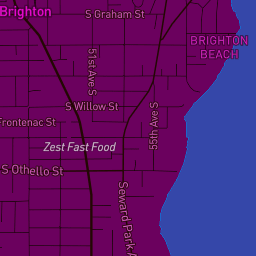 Brighton
S Graham St
BRIGHTON
BEACH
51st Ave S
S Willow St
55th Ave S
Frontenac St
Zest Fast Food
S Othello St
Seward Park A